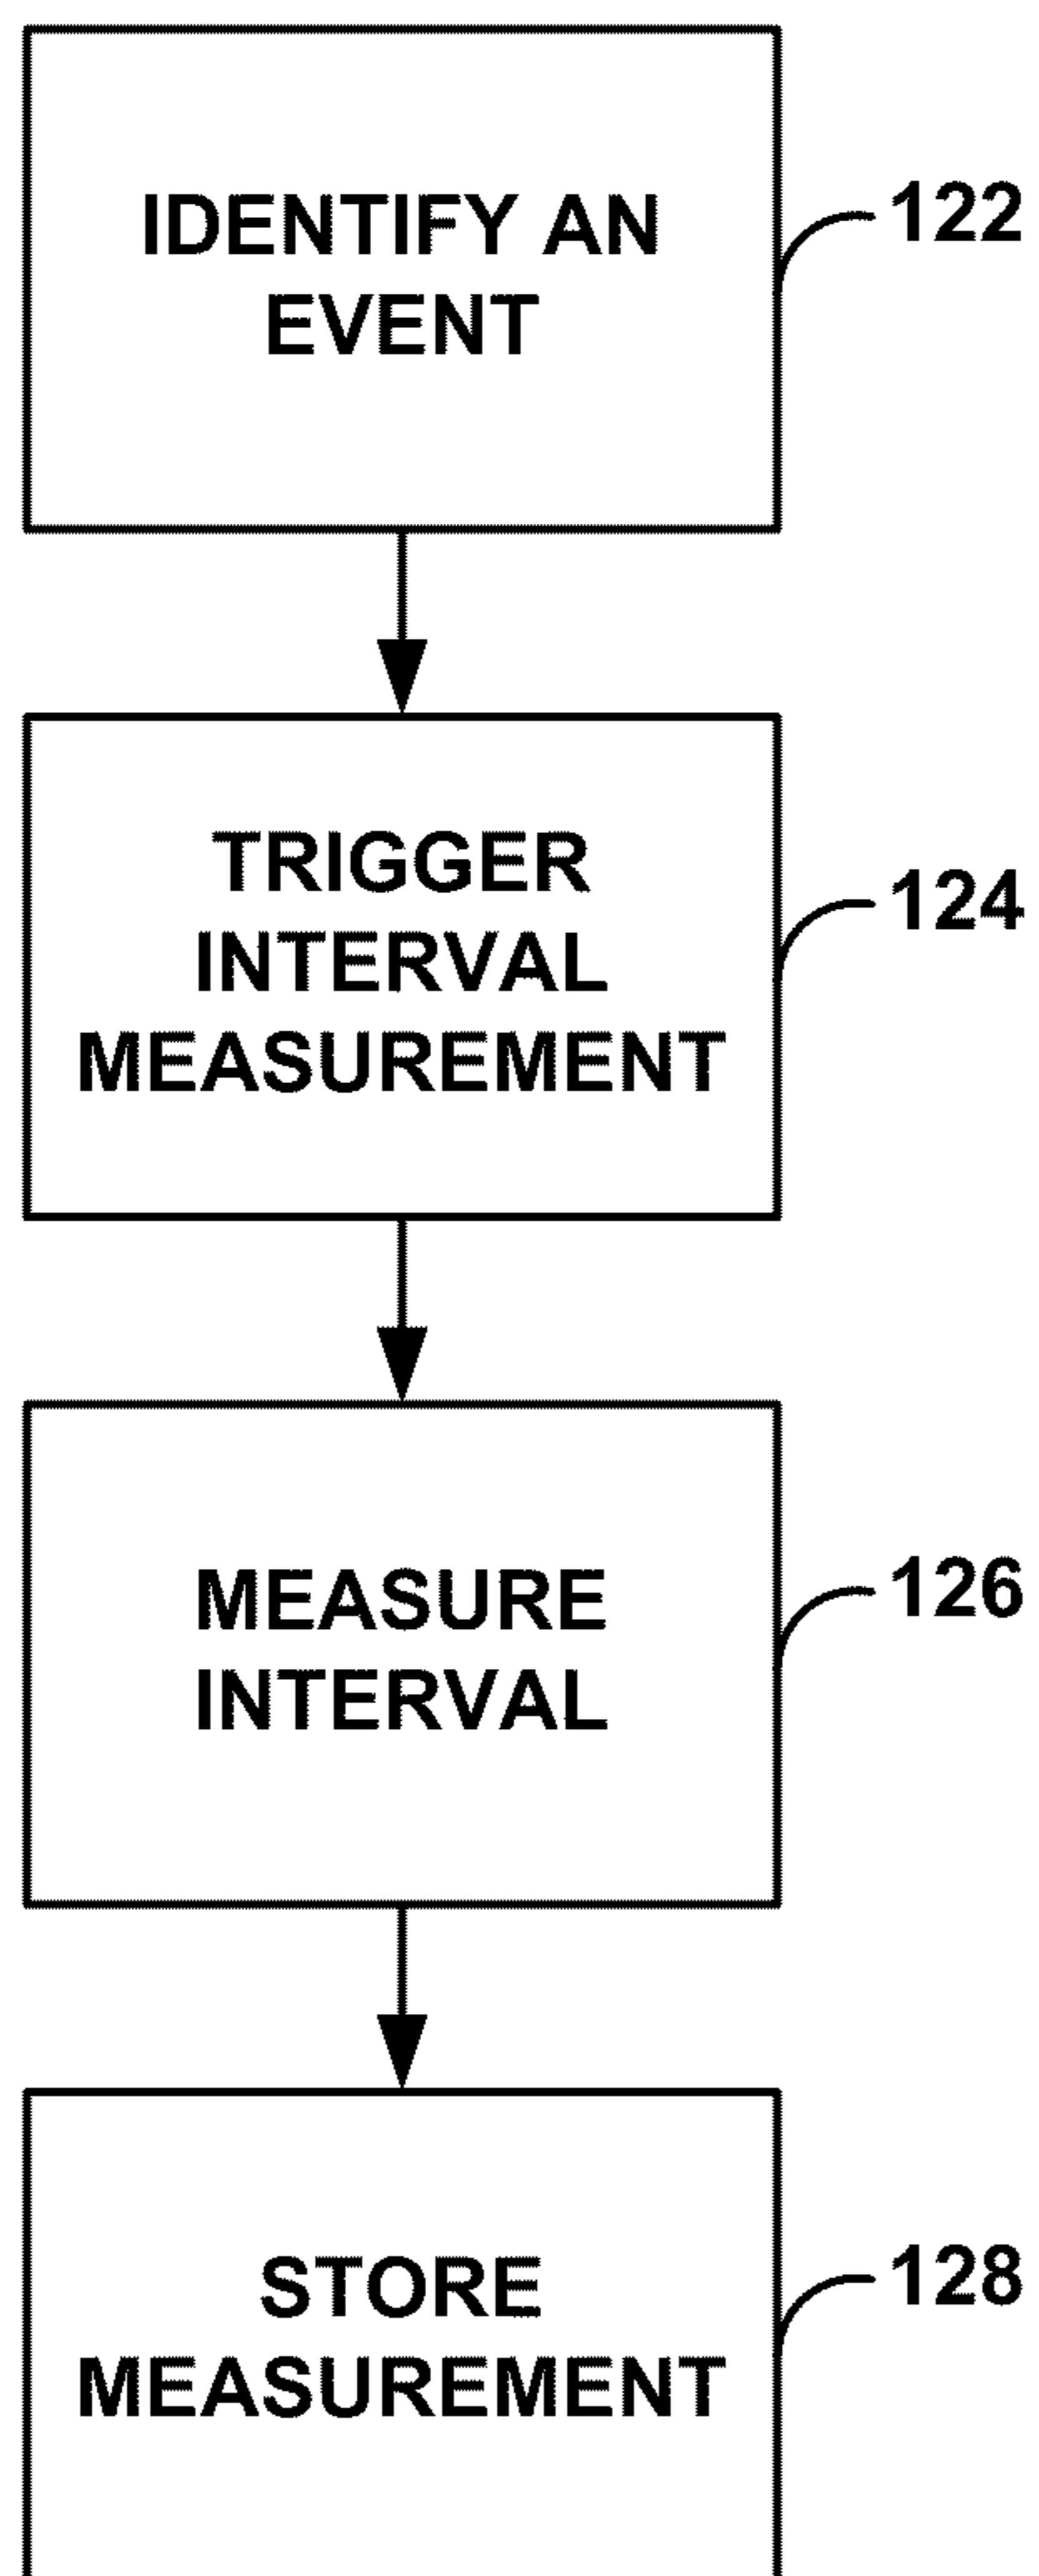 IDENTIFY AN
EVENT
122
TRIGGER
INTERVAL
MEASUREMENT
124
MEASURE
INTERVAL
126
STORE
MEASUREMENT
128